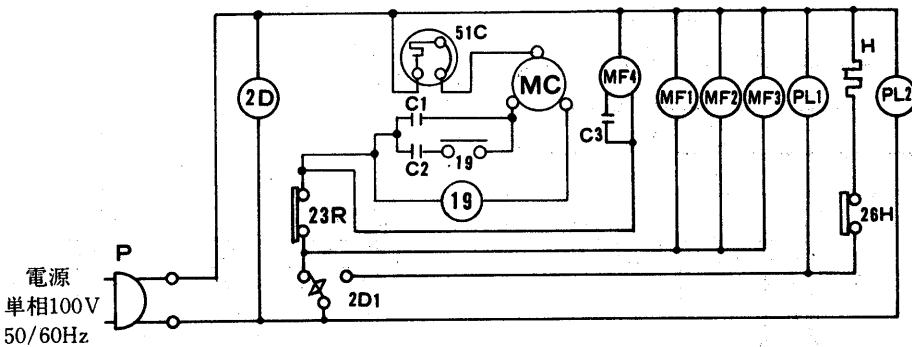 51C
H
2D
MC
MF4
MF1
MF2
MF3
PL1
PL2
C1
C2
19
C3
19
23R
26H
P
2D1
電源
単相100V
50/60Hz